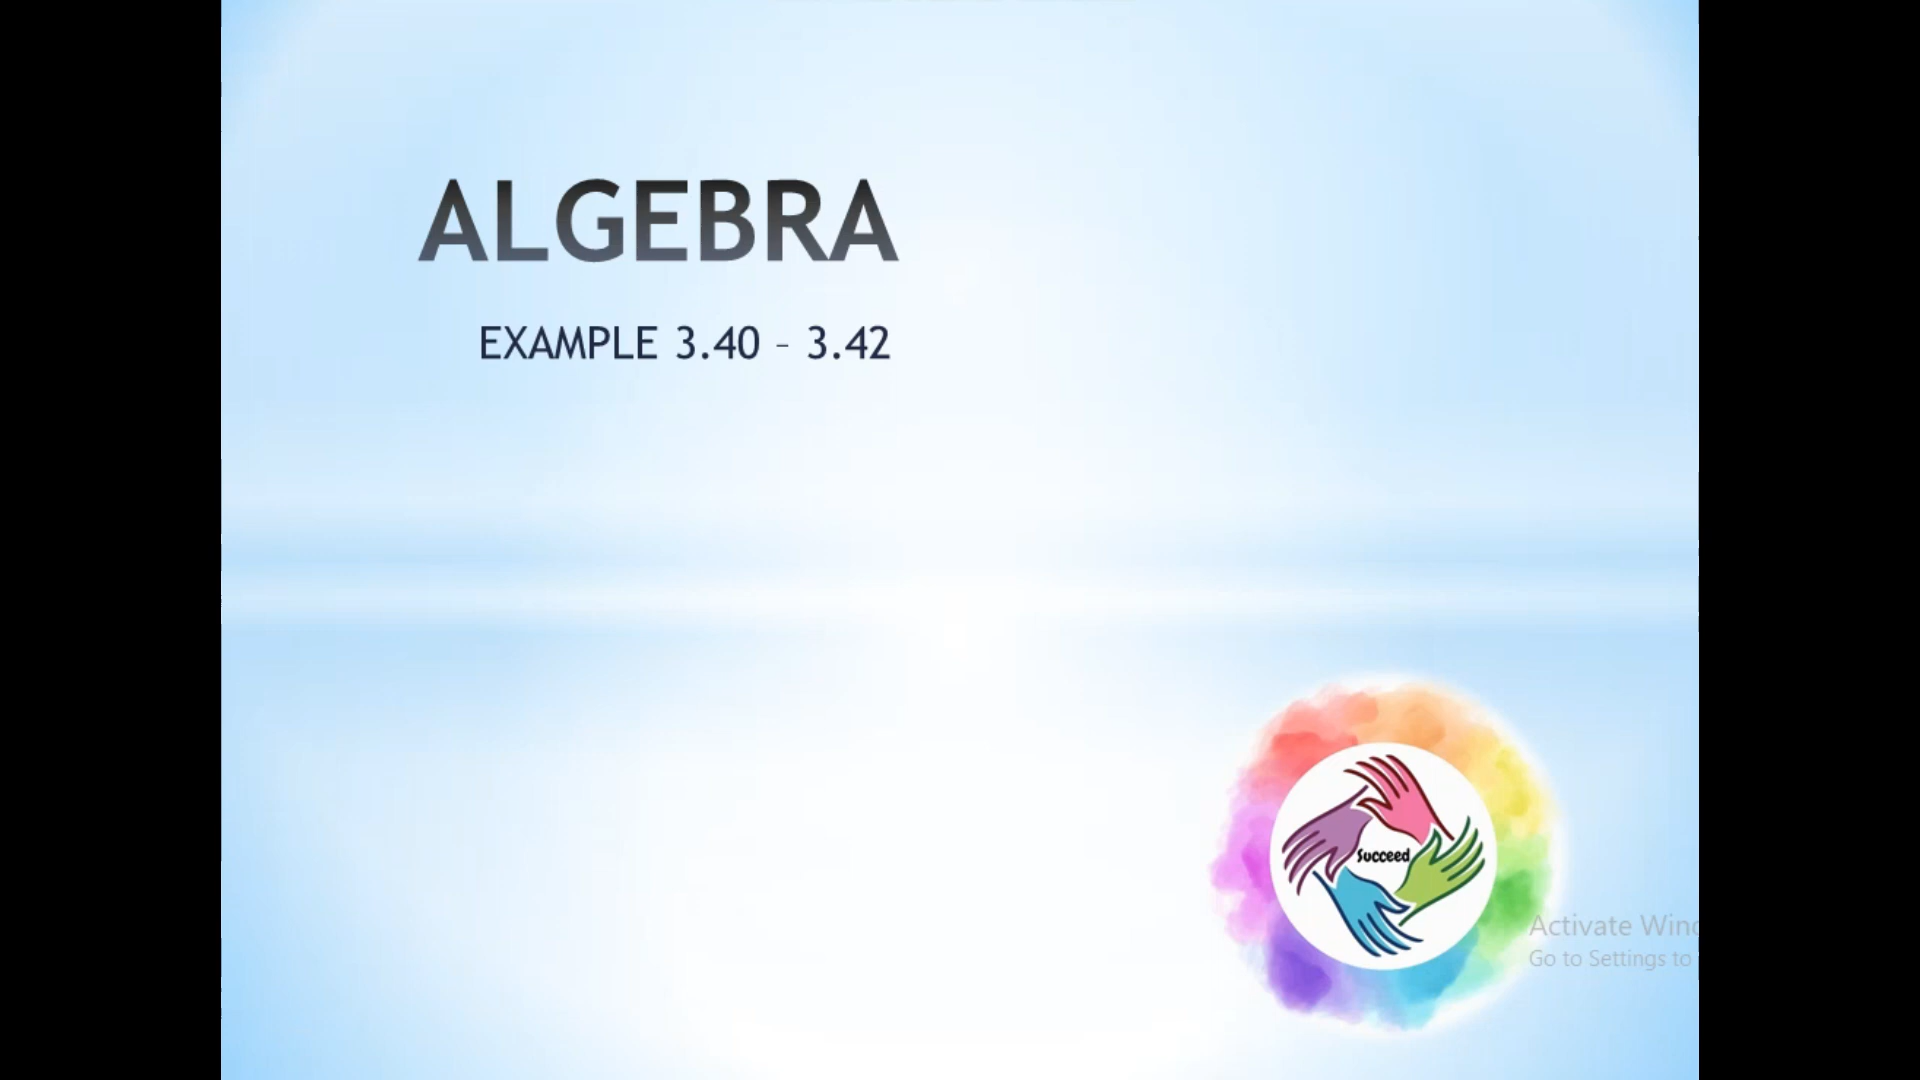 ALGEBRA
EXAMPLE 3.40 – 3.42
Succeed
Activate Wind
Go to Settings to